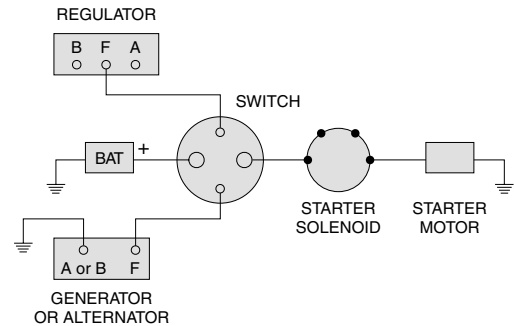 REGULATOR
B F A
SWITCH
BAT +
STARTER
SOLENOID
STARTER
MOTOR
A or B F
GENERATOR
OR ALTERNATOR